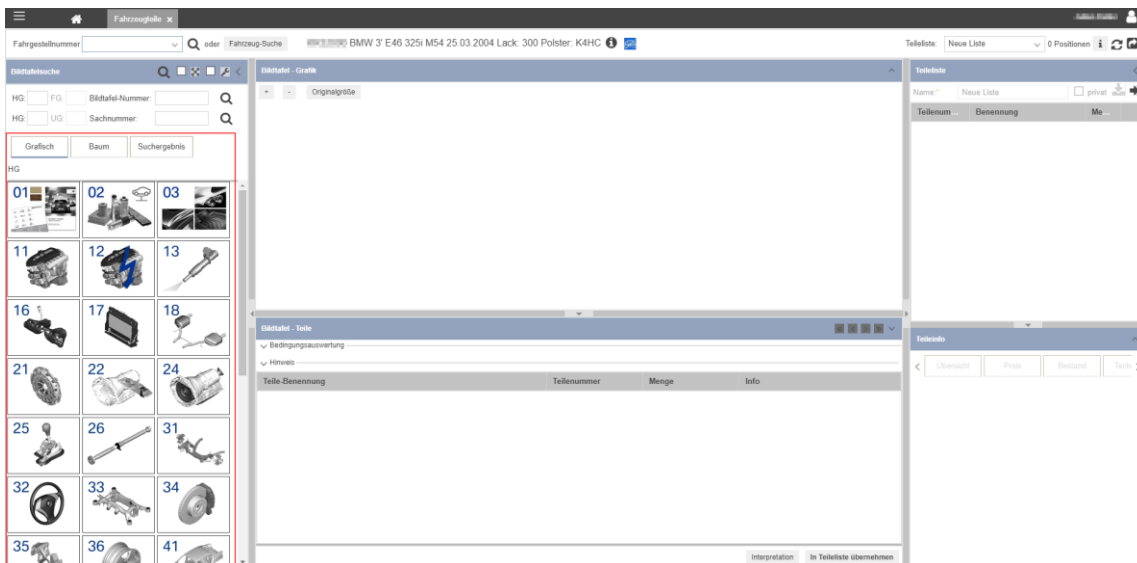 Fahrzeugteile x
Fahrgestellnummer oder Fahrzeug-Suche BMW 3' E46 325i M54 25.03.2004 Lack: 300 Polster: K4HC Teileliste: Neue Liste 0 Positionen i
Bildtafelsuche
HG: FG: Bildtafel-Nummer:
HG: UG: Sachnummer:
Grafisch Baum Suchergebnis
HG
01 02 03
11 12 13
16 17 18
21 22 24
25 26 31
32 33 34
35 36 41
Bildtafel - Grafik
+ - Originalgröße
Bildtafel - Teile
Bedingungsauswertung
Hinweis
Teile-Benennung Teilenummer Menge Info
Interpretation In Teileliste übernehmen
Teileliste
Name:* Neue Liste privat
Teilenum... Benennung Me...
Teileinfo
Übersicht Preis Bestand Tech